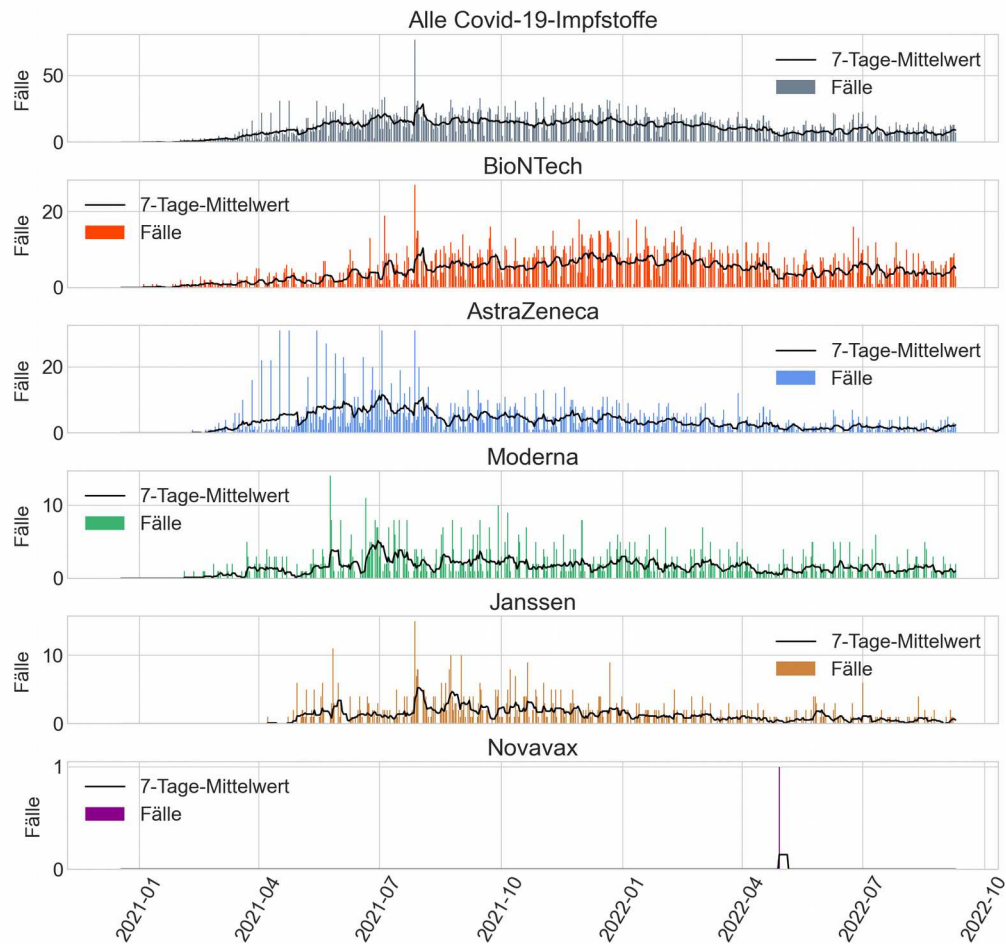 Alle Covid-19-Impfstoffe
Fälle
50
0
7-Tage-Mittelwert
Fälle
BioNTech
20
0
7-Tage-Mittelwert
Fälle
AstraZeneca
Fälle
20
0
7-Tage-Mittelwert
Fälle
Moderna
10
0
7-Tage-Mittelwert
Fälle
Janssen
Fälle
10
0
7-Tage-Mittelwert
Fälle
Novavax
Fälle
1
0
7-Tage-Mittelwert
Fälle
2021-01
2021-04
2021-07
2021-10
2022-01
2022-04
2022-07
2022-10